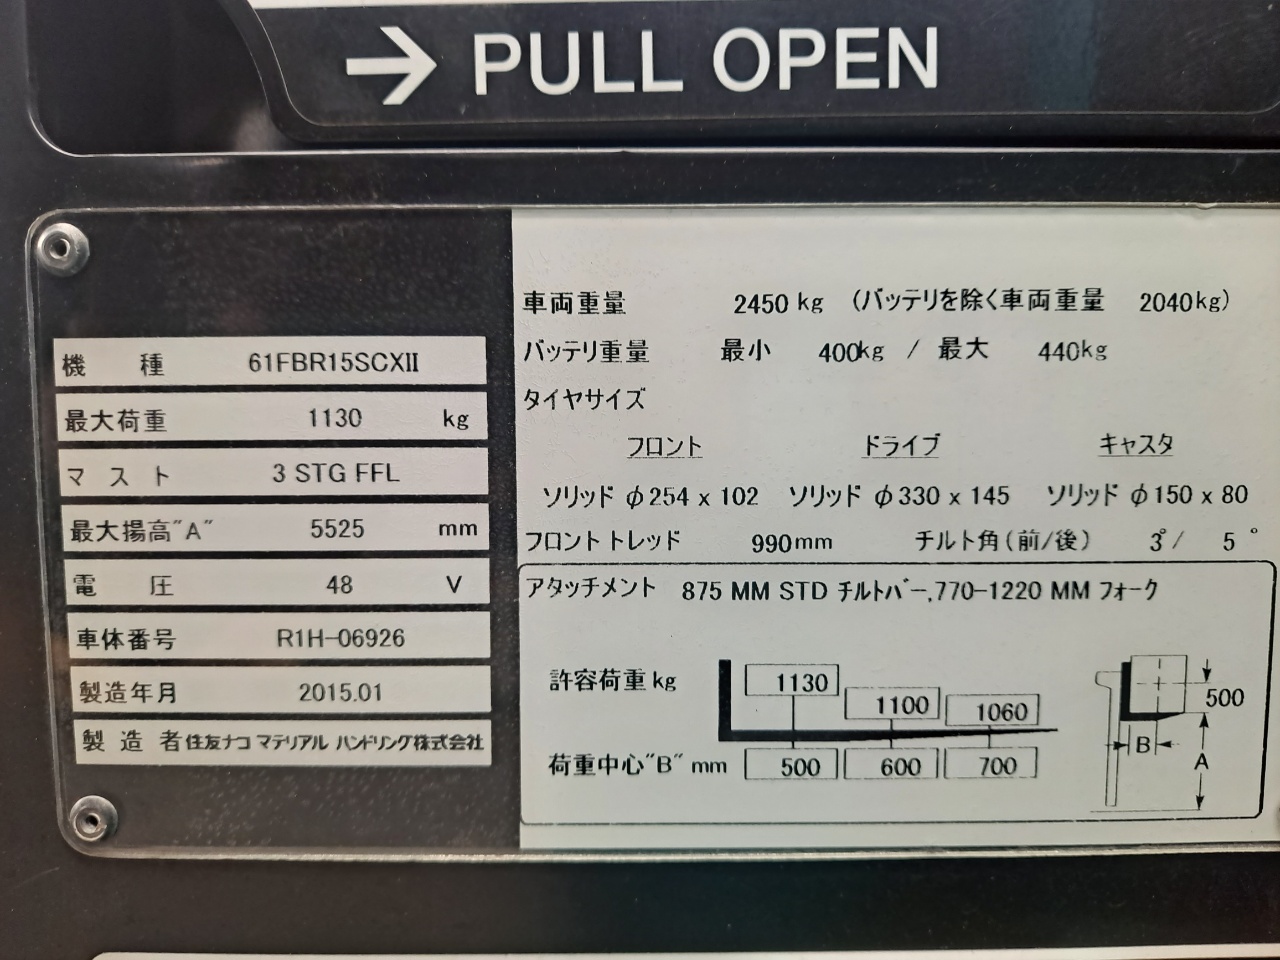 → PULL OPEN
機 種 61FBR15SCXII
最大荷重 1130 kg
マスト 3 STG FFL
最大揚高"A" 5525 mm
電 圧 48 V
車体番号 R1H-06926
製造年月 2015.01
製造者 住友ナコ マテリアル ハンドリング株式会社
車両重量 2450 kg (バッテリを除く車両重量 2040kg)
バッテリ重量 最小 400kg / 最大 440kg
タイヤサイズ
フロント ドライブ キャスタ
ソリッド φ254 x 102 ソリッド φ330 x 145 ソリッド φ150 x 80
フロントトレッド 990mm チルト角(前/後) 3°/ 5°
アタッチメント 875 MM STD チルトバー,770-1220 MM フォーク
許容荷重 kg 1130 1100 1060
荷重中心"B" mm 500 600 700
500
B
A